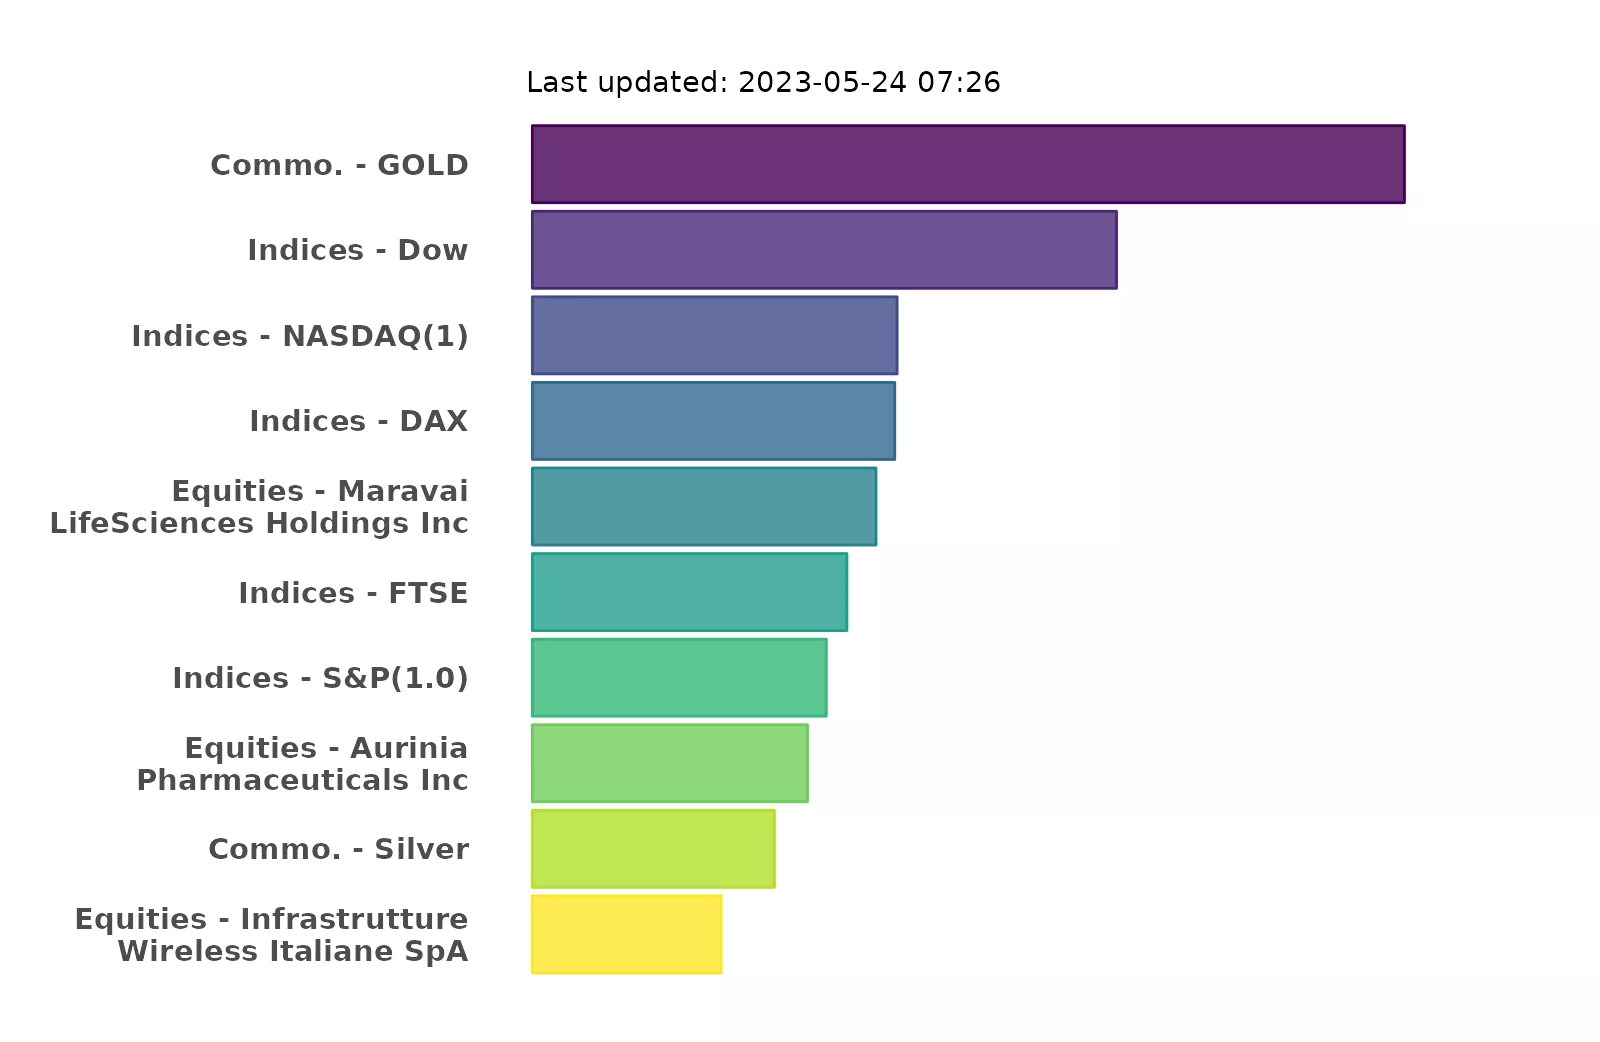 Last updated: 2023-05-24 07:26
Commo. - GOLD
Indices - Dow
Indices - NASDAQ(1)
Indices - DAX
Equities - Maravai
LifeSciences Holdings Inc
Indices - FTSE
Indices - S&P(1.0)
Equities - Aurinia
Pharmaceuticals Inc
Commo. - Silver
Equities - Infrastrutture
Wireless Italiane SpA